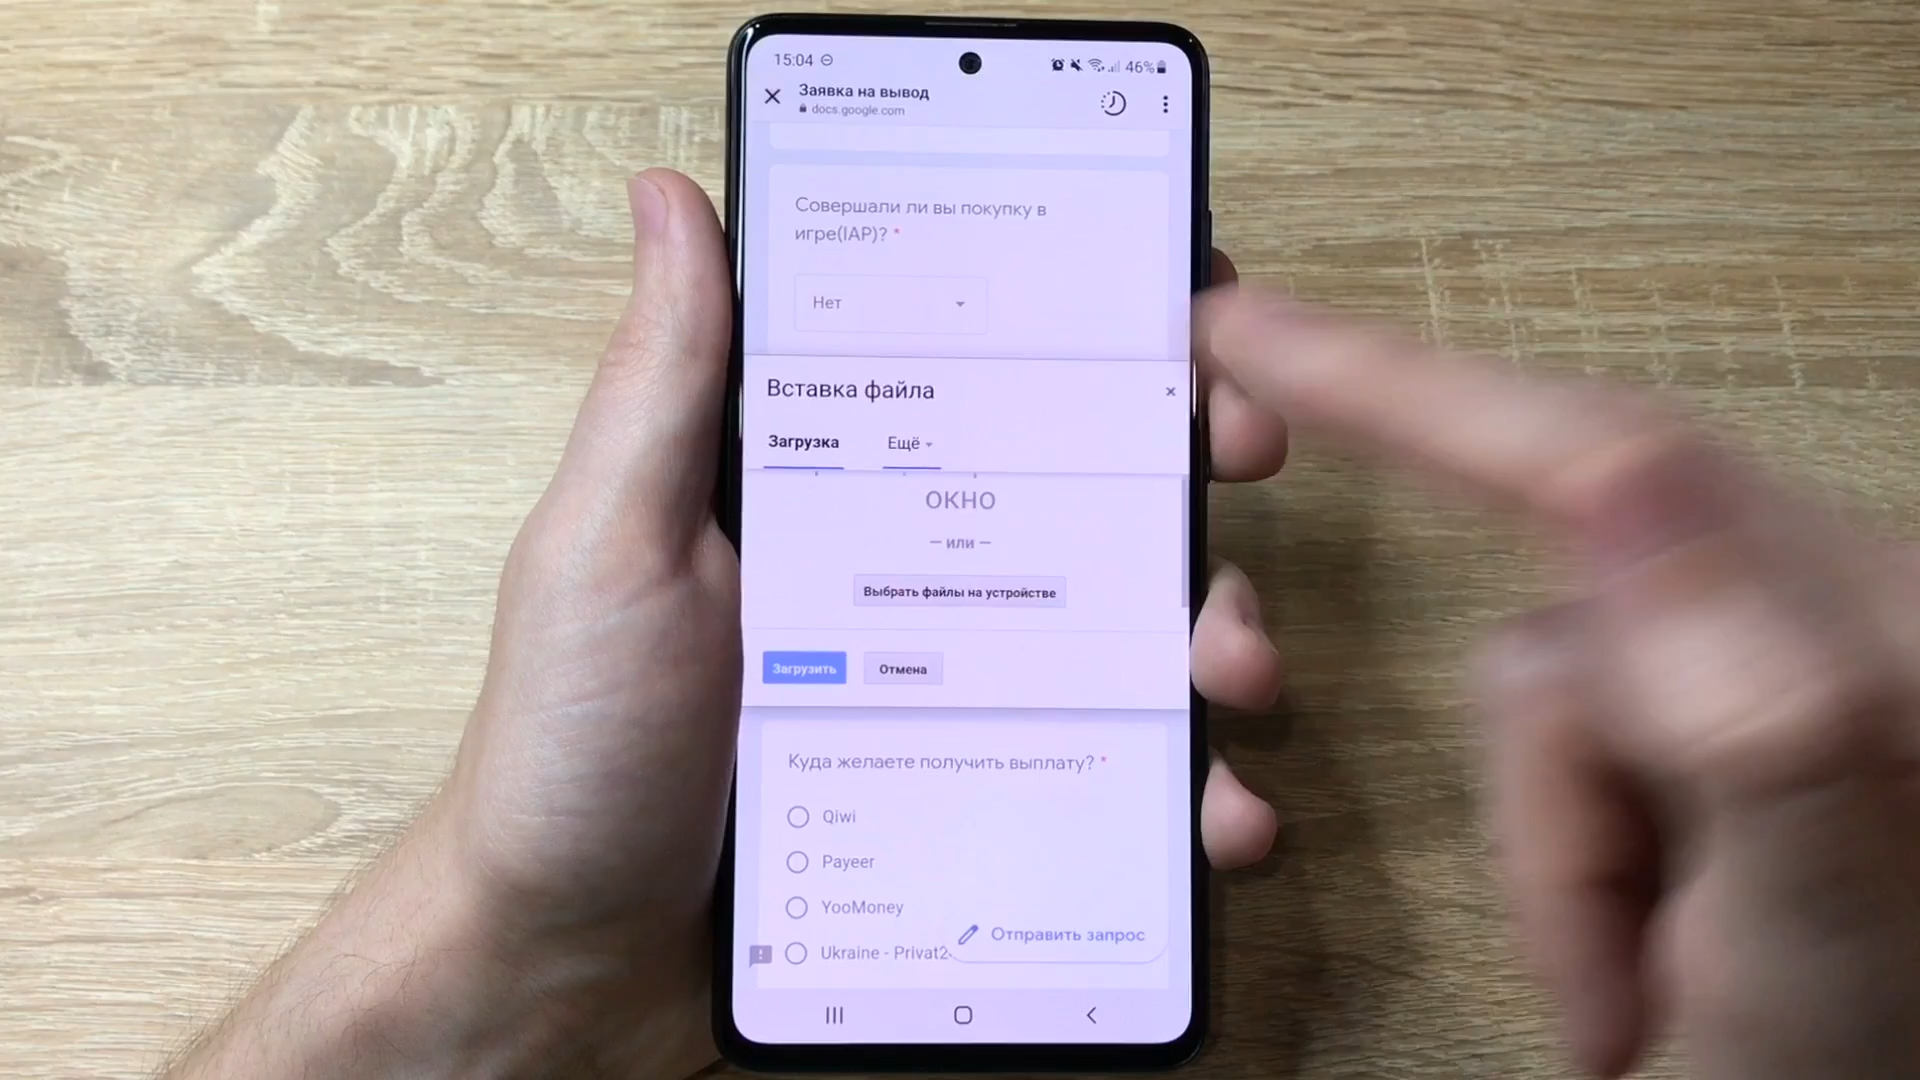 15:04
46%
Заявка на вывод
docs.google.com
Совершали ли вы покупку в
игре(IAP)? *
Нет
Вставка файла
×
Загрузка
Ещё
окно
— или —
Выбрать файлы на устройстве
Загрузить
Отмена
Куда желаете получить выплату? *
Qiwi
Payeer
YooMoney
Отправить запрос
Ukraine - Privat2